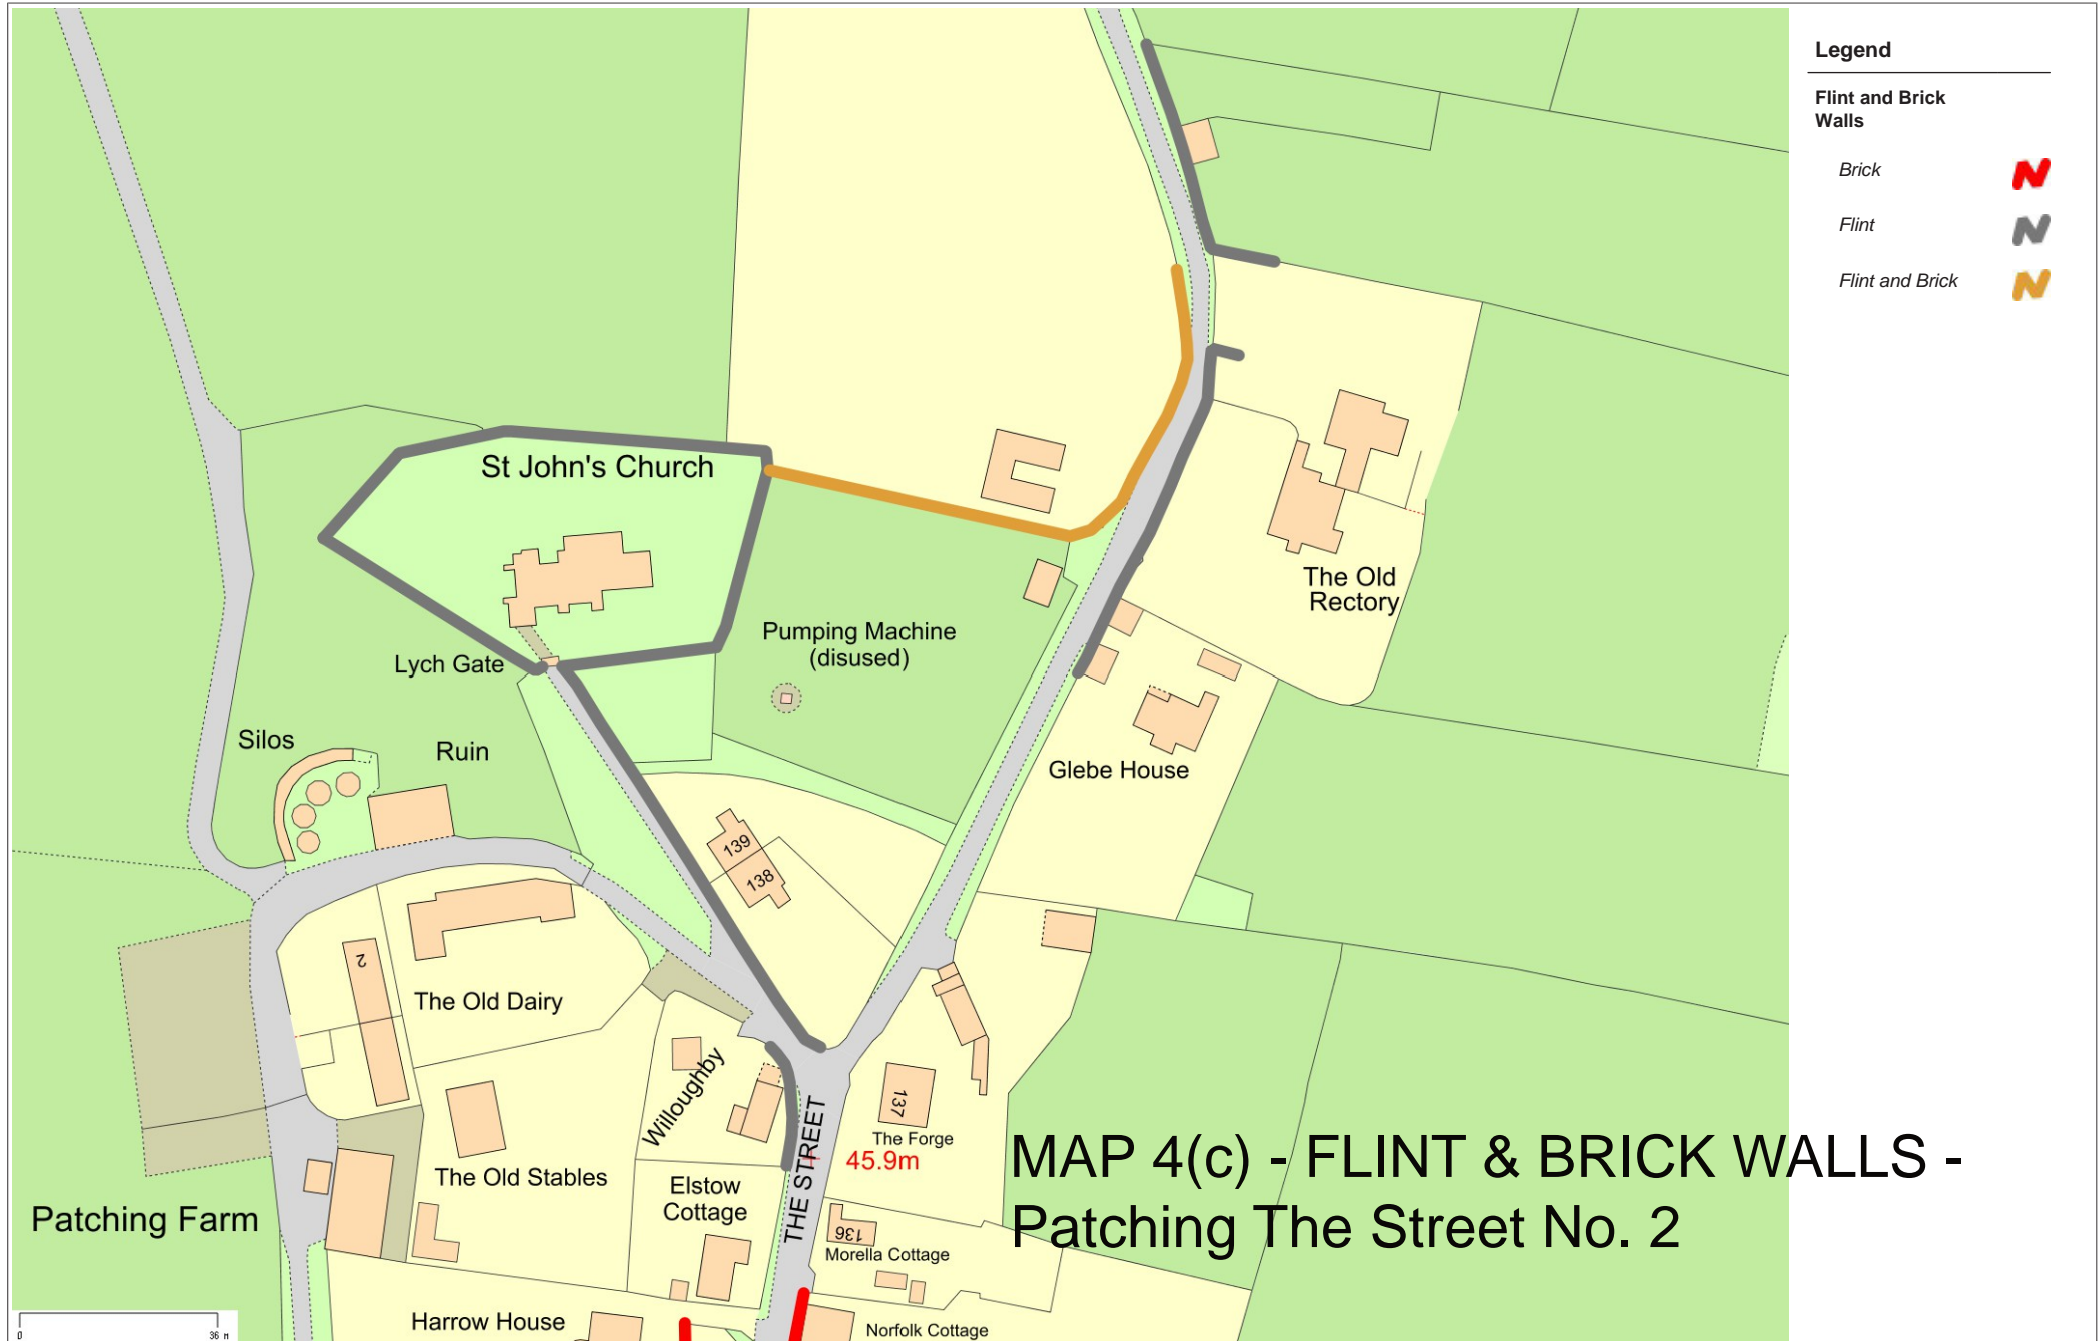 Legend
Flint and Brick
Walls
Brick
Flint
Flint and Brick
St John's Church
The Old
Rectory
Pumping Machine
(disused)
Lych Gate
Silos
Ruin
Glebe House
139
138
2
The Old Dairy
Willoughby
137
The Forge
THE STREET
45.9m
The Old Stables
Elstow
Cottage
Patching Farm
136
Morella Cottage
Harrow House
Norfolk Cottage
MAP 4(c) - FLINT & BRICK WALLS -
Patching The Street No. 2
0 36 M